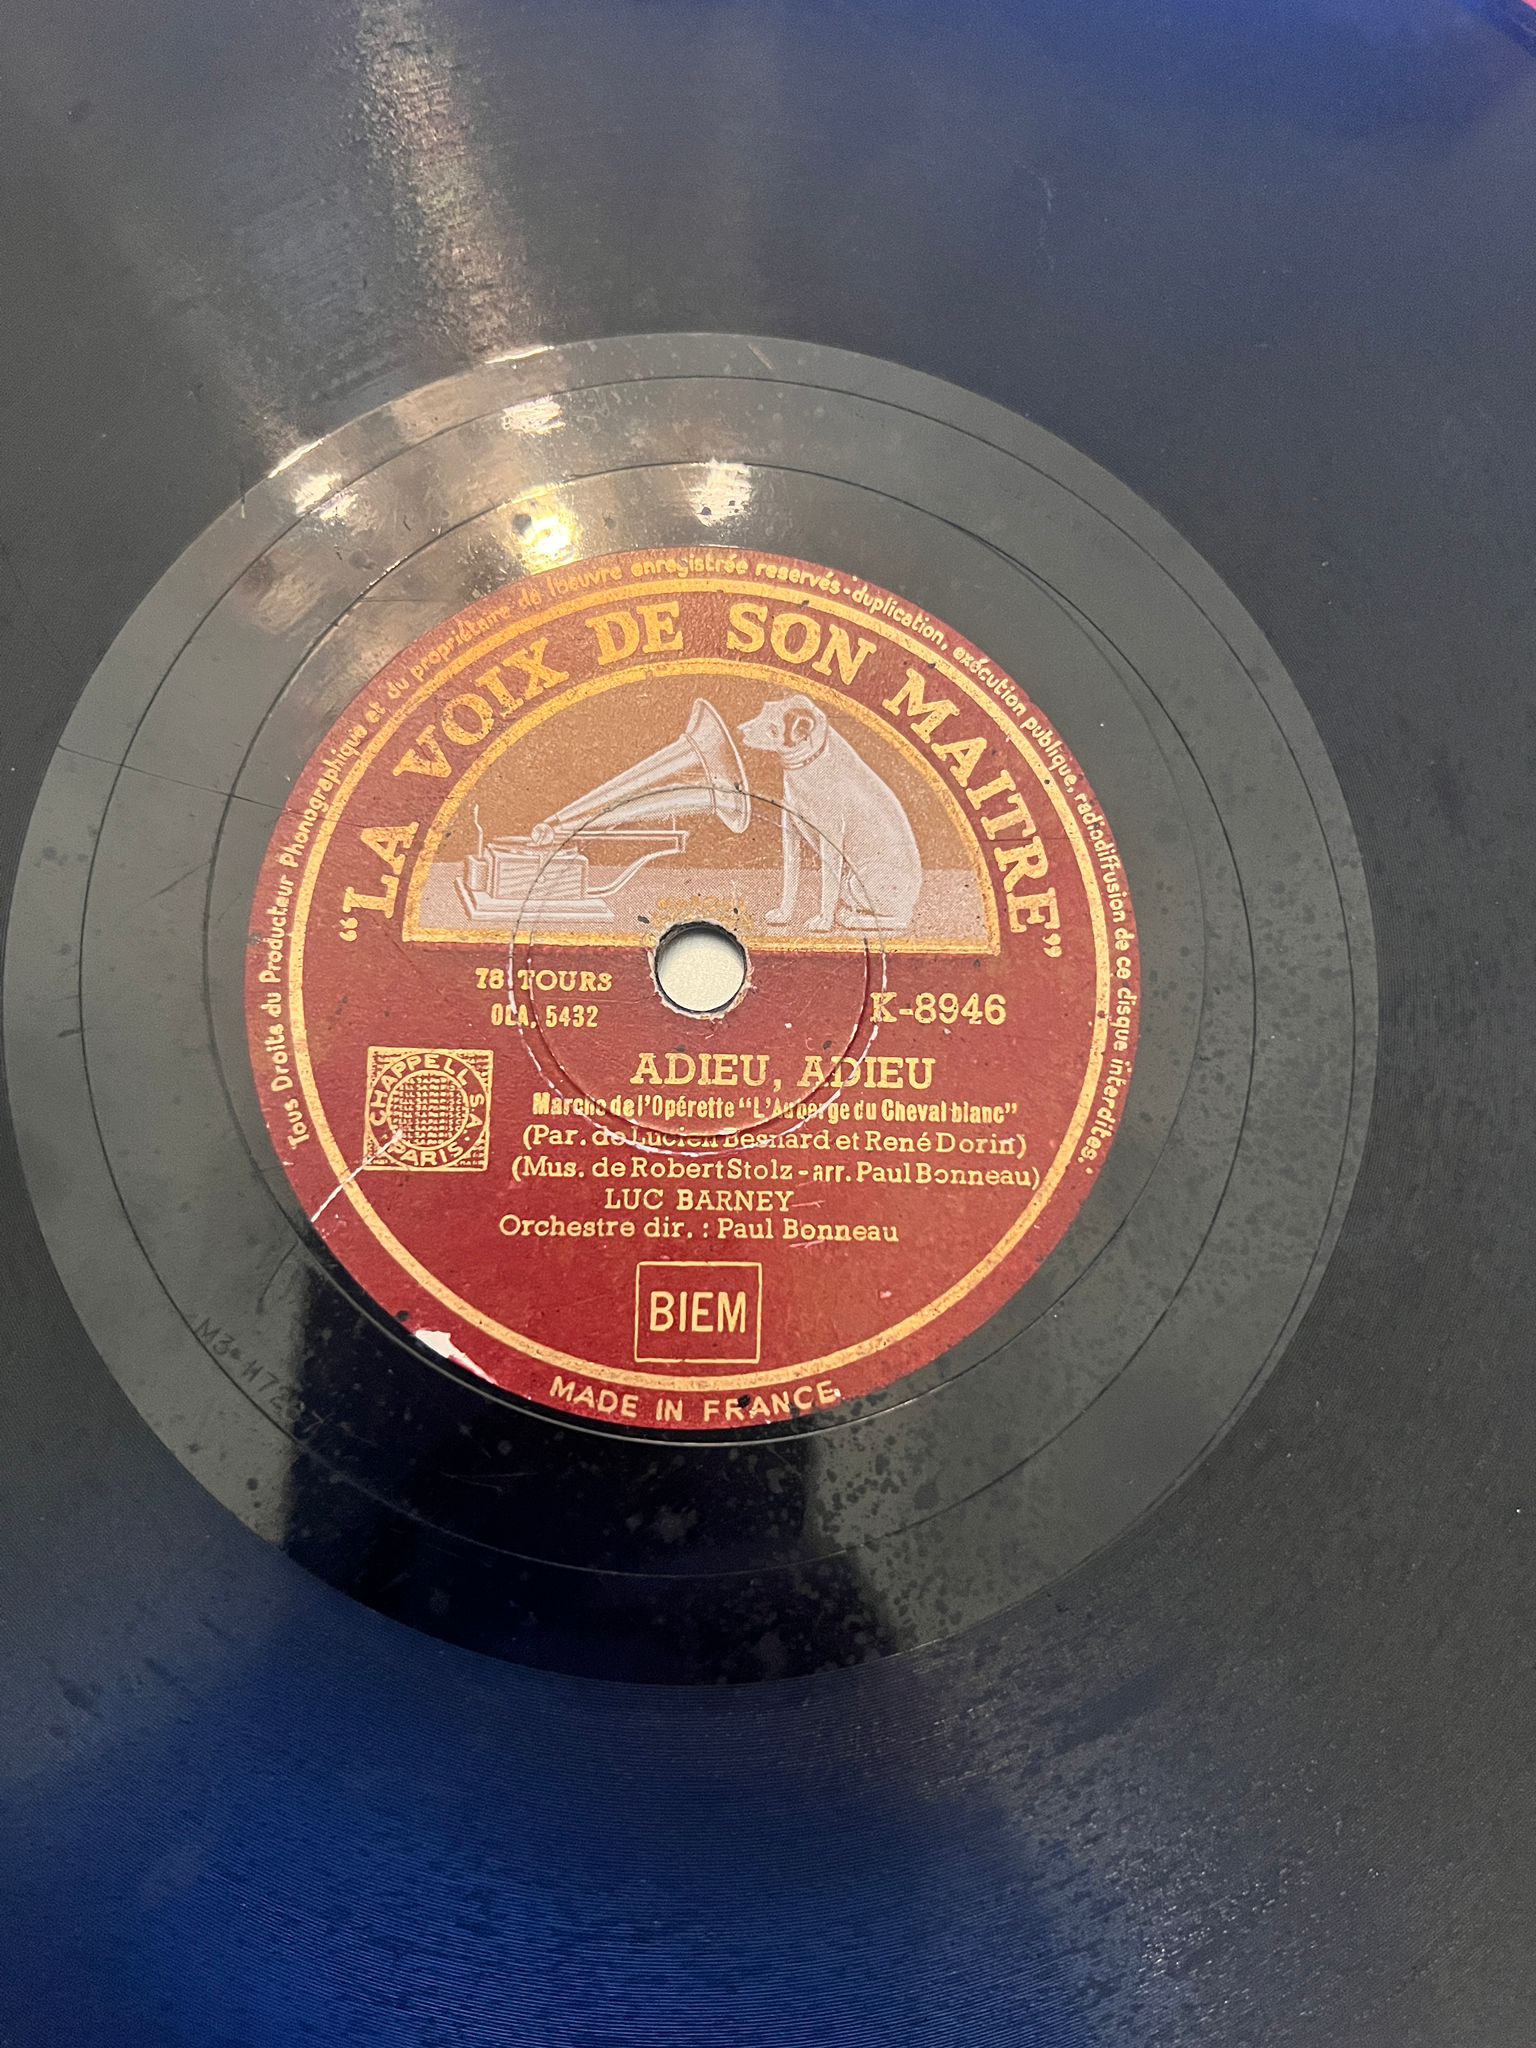 Tous Droits du Producteur Phonographique et du propriétaire de l'oeuvre enregistrée reservés · duplication, exécution publique, radiodiffusion de ce disque interdites.
"LA VOIX DE SON MAITRE"
78 TOURS
OLA. 5432
K-8946
CHAPPELL S.A. PARIS
ADIEU, ADIEU
Marche de l'Opérette "L'Auberge du Cheval blanc"
(Par. de Lucien Besnard et René Dorin)
(Mus. de Robert Stolz - arr. Paul Bonneau)
LUC BARNEY
Orchestre dir. : Paul Bonneau
BIEM
MADE IN FRANCE